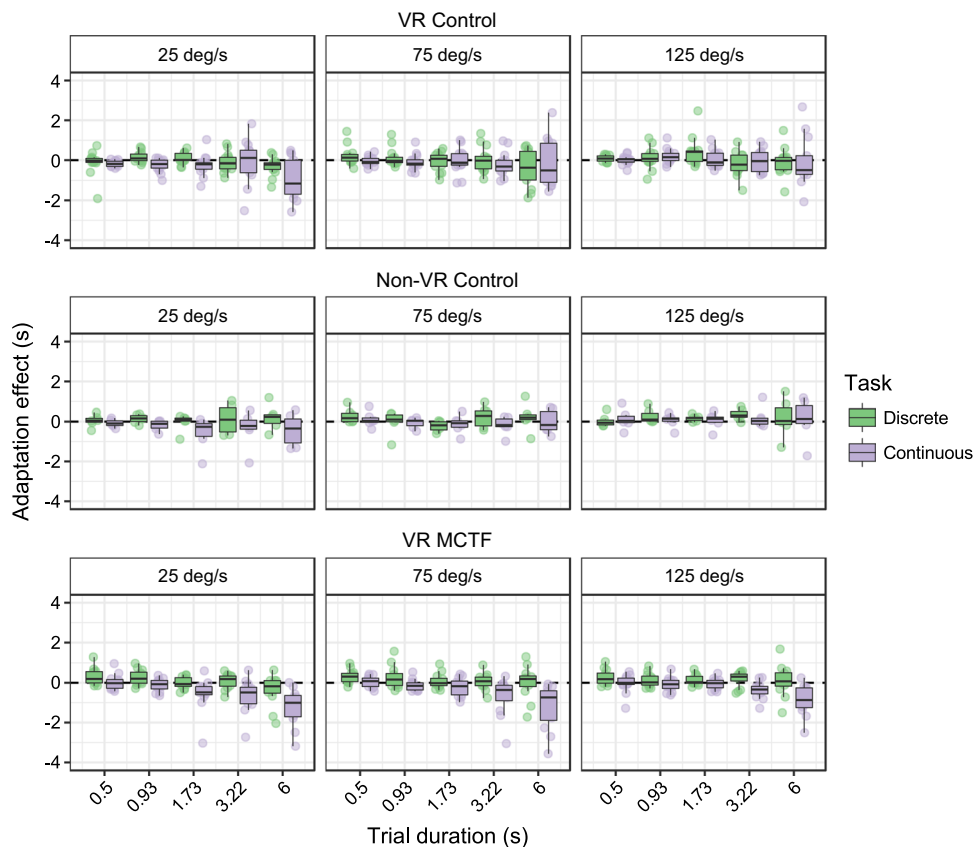 VR Control
25 deg/s 75 deg/s 125 deg/s
4
2
0
-2
-4
Non-VR Control
25 deg/s 75 deg/s 125 deg/s
4
2
0
-2
-4
VR MCTF
25 deg/s 75 deg/s 125 deg/s
4
2
0
-2
-4
0.5 0.93 1.73 3.22 6 0.5 0.93 1.73 3.22 6 0.5 0.93 1.73 3.22 6
Trial duration (s)
Adaptation effect (s)
Task
Discrete
Continuous